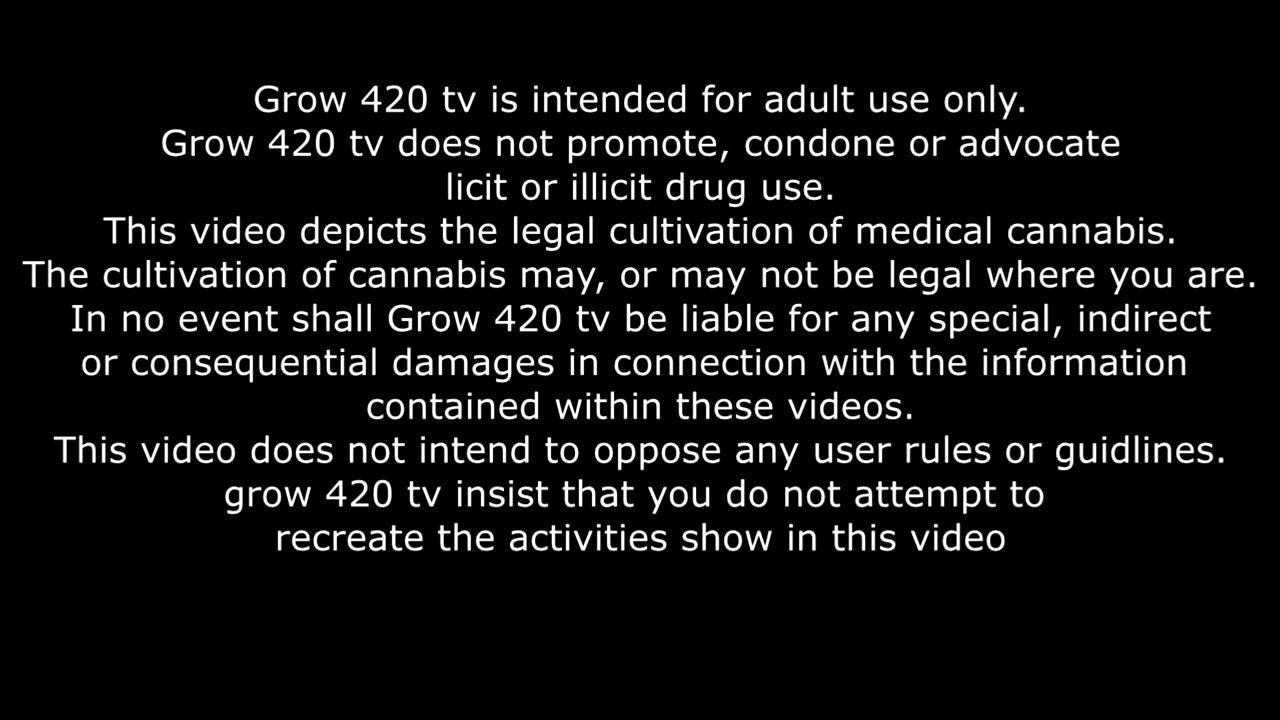 Grow 420 tv is intended for adult use only.
Grow 420 tv does not promote, condone or advocate
licit or illicit drug use.
This video depicts the legal cultivation of medical cannabis.
The cultivation of cannabis may, or may not be legal where you are.
In no event shall Grow 420 tv be liable for any special, indirect
or consequential damages in connection with the information
contained within these videos.
This video does not intend to oppose any user rules or guidlines.
grow 420 tv insist that you do not attempt to
recreate the activities show in this video